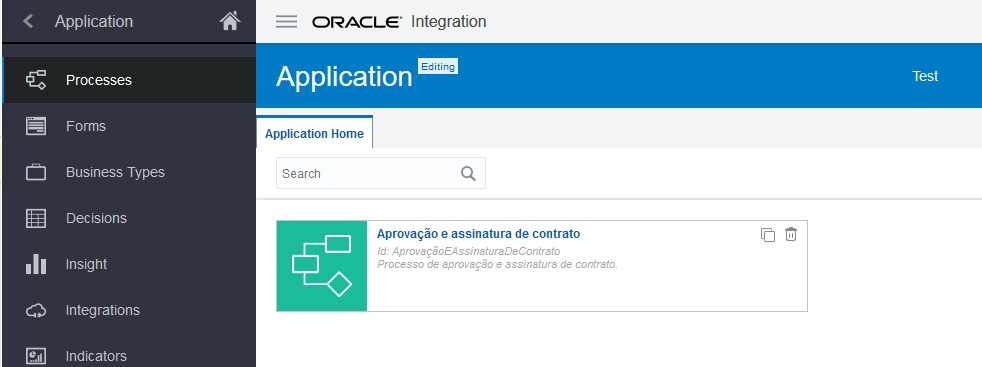 Application
ORACLE Integration
Processes
Application Editing
Test
Forms
Application Home
Business Types
Search
Decisions
Aprovação e assinatura de contrato
Id: AprovaçãoEAssinaturaDeContrato
Processo de aprovação e assinatura de contrato.
Insight
Integrations
Indicators